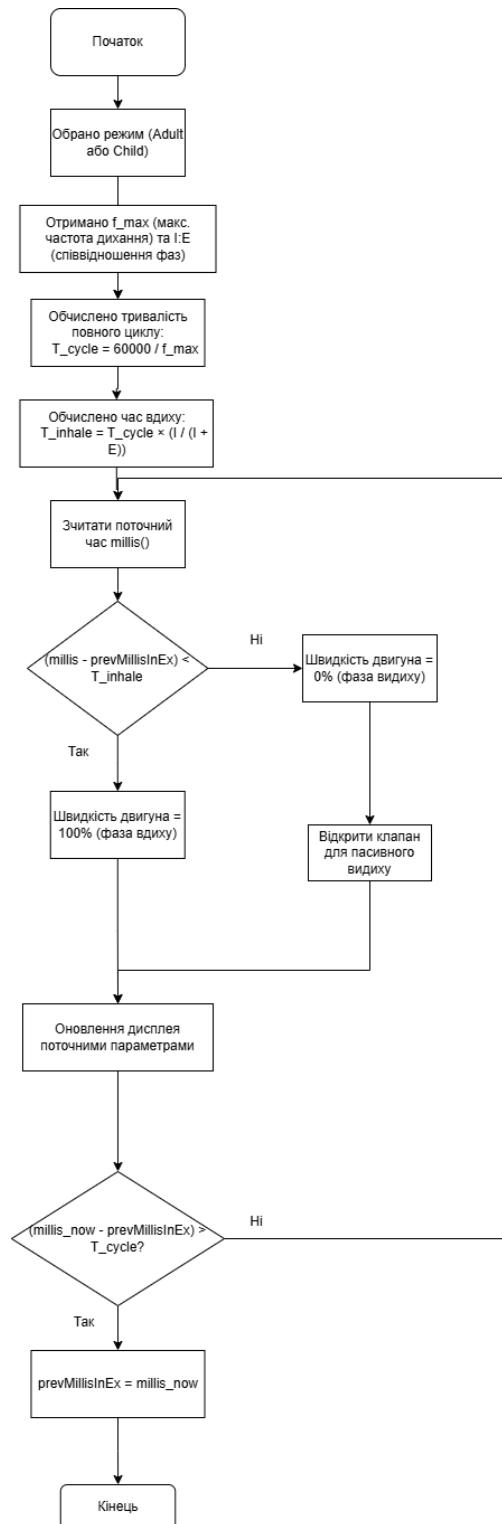 Початок
Обрано режим (Adult
або Child)
Отримано f_max (макс.
частота дихання) та I:E
(співвідношення фаз)
Обчислено тривалість
повного циклу:
T_cycle = 60000 / f_max
Обчислено час вдиху:
T_inhale = T_cycle × (I / (I +
E))
Зчитати поточний
час millis()
(millis - prevMillisInEx) <
T_inhale
Ні
Швидкість двигуна =
0% (фаза видиху)
Так
Швидкість двигуна =
100% (фаза вдиху)
Відкрити клапан
для пасивного
видиху
Оновлення дисплея
поточними параметрами
(millis_now - prevMillisInEx) >
T_cycle?
Ні
Так
prevMillisInEx = millis_now
Кінець